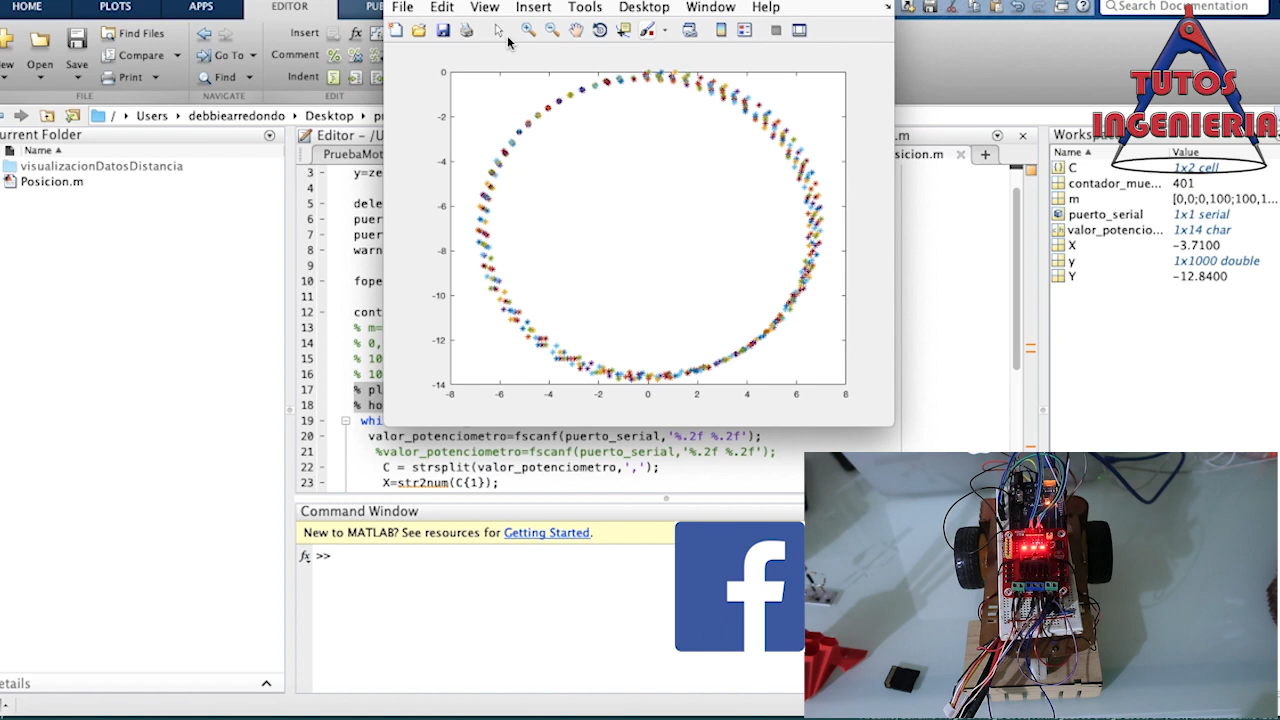 HOME PLOTS APPS EDITOR
File Edit View Insert Tools Desktop Window Help
Search Documentation
Find Files
Compare
Print
Open
Save
Go To
Find
Insert
Comment
Indent
FILE
NAVIGATE
TUTOS
INGENIERIA
/ Users debbiearredondo Desktop
Name
visualizacionDatosDistancia
Posicion.m
Editor - /U
3 y=ze
4
5 dele
6 puer
7 puer
8 warn
9
10 fope
11
12 cont
13 % m=
14 % 0,
15 % 10
16 % 10
17 % pl
18 % ho
19 whi
20 valor_potenciometro=fscanf(puerto_serial,'%.2f %.2f');
21 %valor_potenciometro=fscanf(puerto_serial,'%.2f %.2f');
22 C = strsplit(valor_potenciometro,',');
23 X=str2num(C{1});
0
-2
-4
-6
-8
-10
-12
-14
-8 -6 -4 -2 0 2 4 6 8
Name Value
C 1x2 cell
contador_mue... 401
m [0,0;0,100;100,1...
puerto_serial 1x1 serial
valor_potencio... 1x14 char
X -3.7100
y 1x1000 double
Y -12.8400
Command Window
New to MATLAB? See resources for Getting Started.
fx >>
f